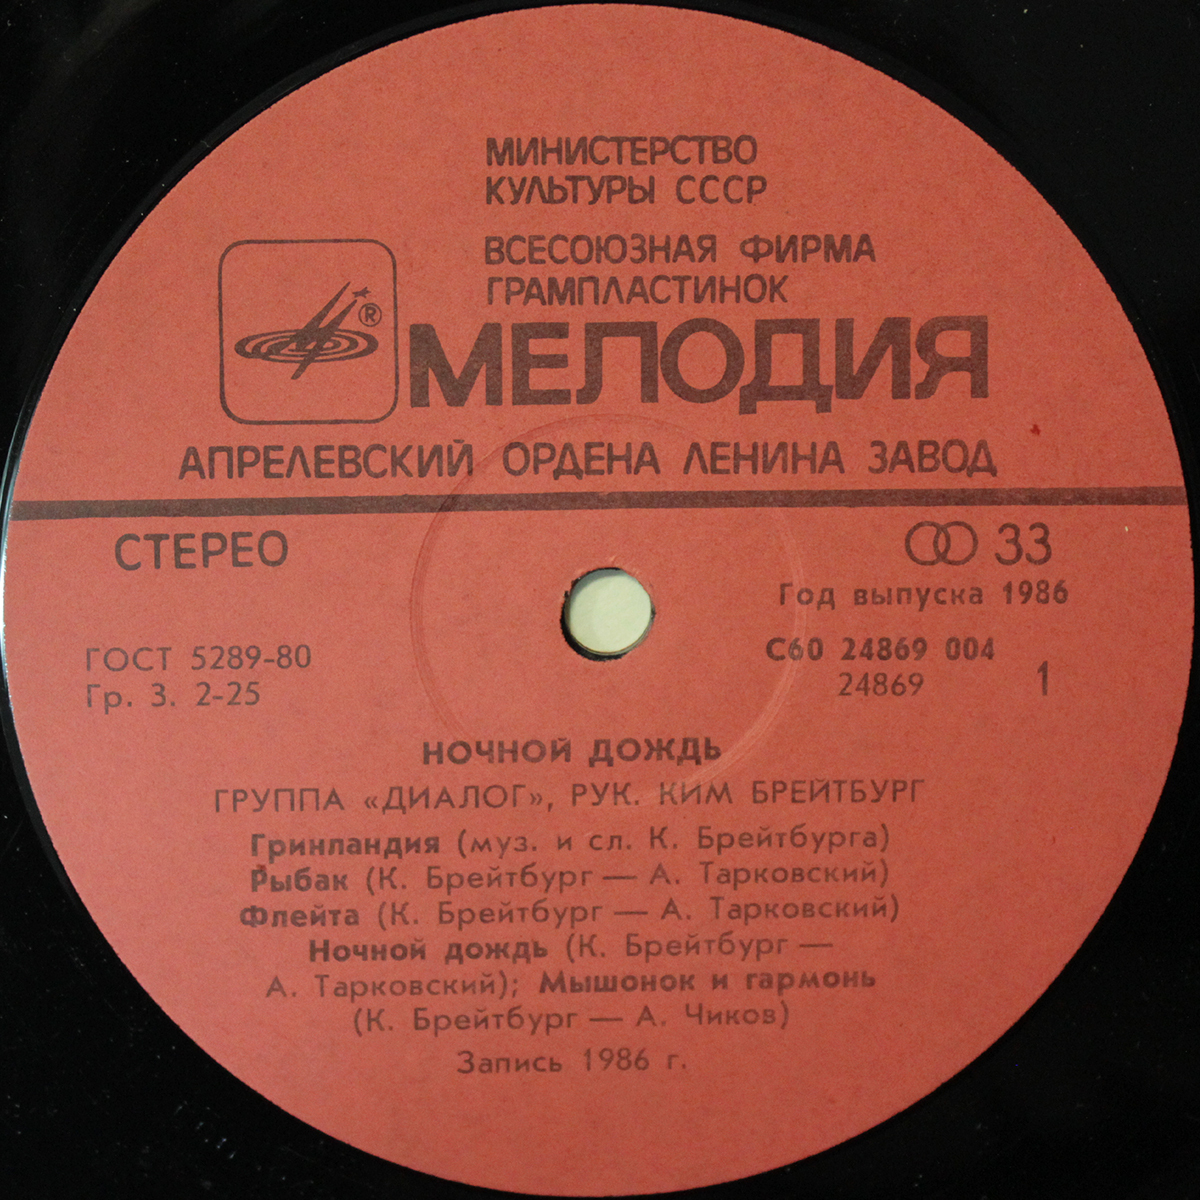 МИНИСТЕРСТВО
КУЛЬТУРЫ СССР
ВСЕСОЮЗНАЯ ФИРМА
ГРАМПЛАСТИНОК
®
МЕЛОДИЯ
АПРЕЛЕВСКИЙ ОРДЕНА ЛЕНИНА ЗАВОД
СТЕРЕО
33
Год выпуска 1986
ГОСТ 5289-80
Гр. 3. 2-25
С60 24869 004
24869
1
НОЧНОЙ ДОЖДЬ
ГРУППА «ДИАЛОГ», РУК. КИМ БРЕЙТБУРГ
Гринландия (муз. и сл. К. Брейтбурга)
Рыбак (К. Брейтбург — А. Тарковский)
Флейта (К. Брейтбург — А. Тарковский)
Ночной дождь (К. Брейтбург —
А. Тарковский); Мышонок и гармонь
(К. Брейтбург — А. Чиков)
Запись 1986 г.